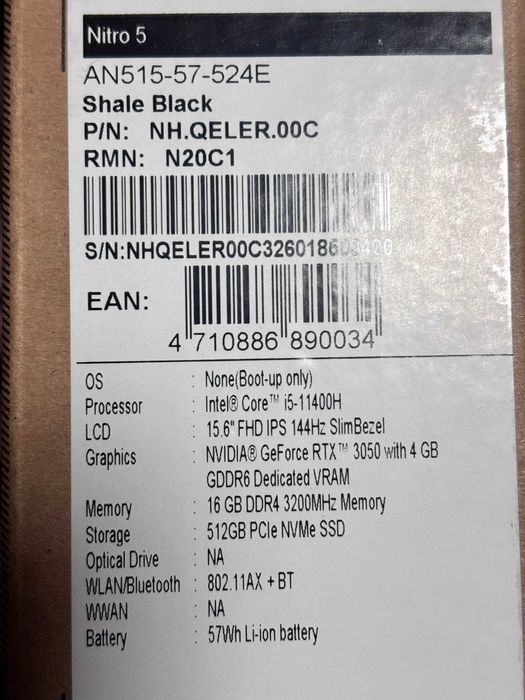 Nitro 5
AN515-57-524E
Shale Black
P/N: NH.QELER.00C
RMN: N20C1
S/N:NHQELER00C326018600400
EAN:
4 710886 890034
OS : None(Boot-up only)
Processor : Intel® Core™ i5-11400H
LCD : 15.6" FHD IPS 144Hz SlimBezel
Graphics : NVIDIA® GeForce RTX™ 3050 with 4 GB
GDDR6 Dedicated VRAM
Memory : 16 GB DDR4 3200MHz Memory
Storage : 512GB PCIe NVMe SSD
Optical Drive : NA
WLAN/Bluetooth : 802.11AX + BT
WWAN : NA
Battery : 57Wh Li-ion battery